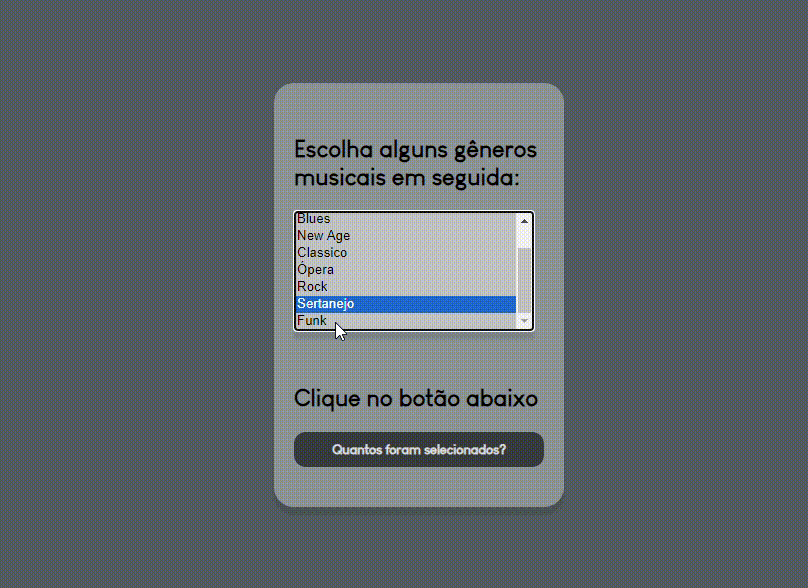 Escolha alguns gêneros
musicais em seguida:
Blues
New Age
Classico
Ópera
Rock
Sertanejo
Funk
Clique no botão abaixo
Quantos foram selecionados?